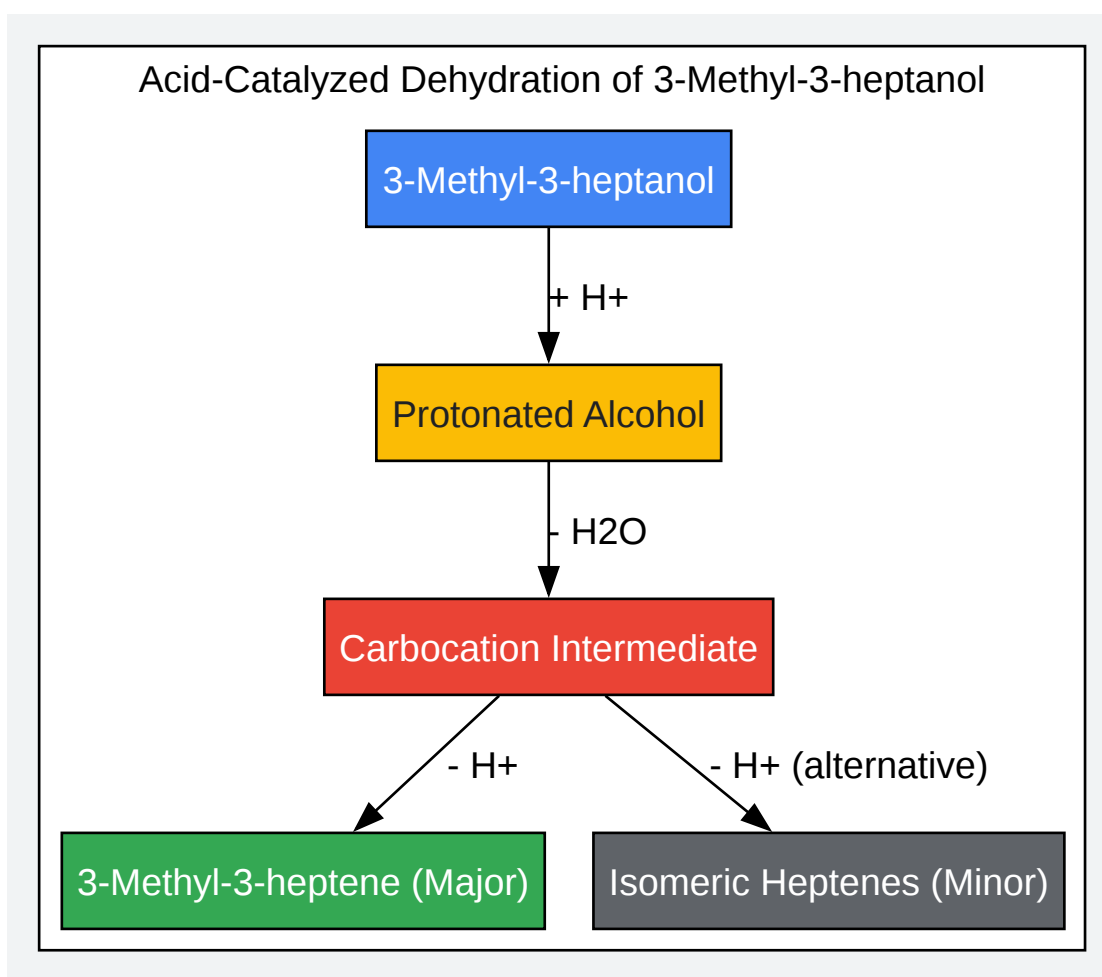 Acid-Catalyzed Dehydration of 3-Methyl-3-heptanol
3-Methyl-3-heptanol
+ H+
Protonated Alcohol
- H2O
Carbocation Intermediate
- H+
- H+ (alternative)
3-Methyl-3-heptene (Major)
Isomeric Heptenes (Minor)